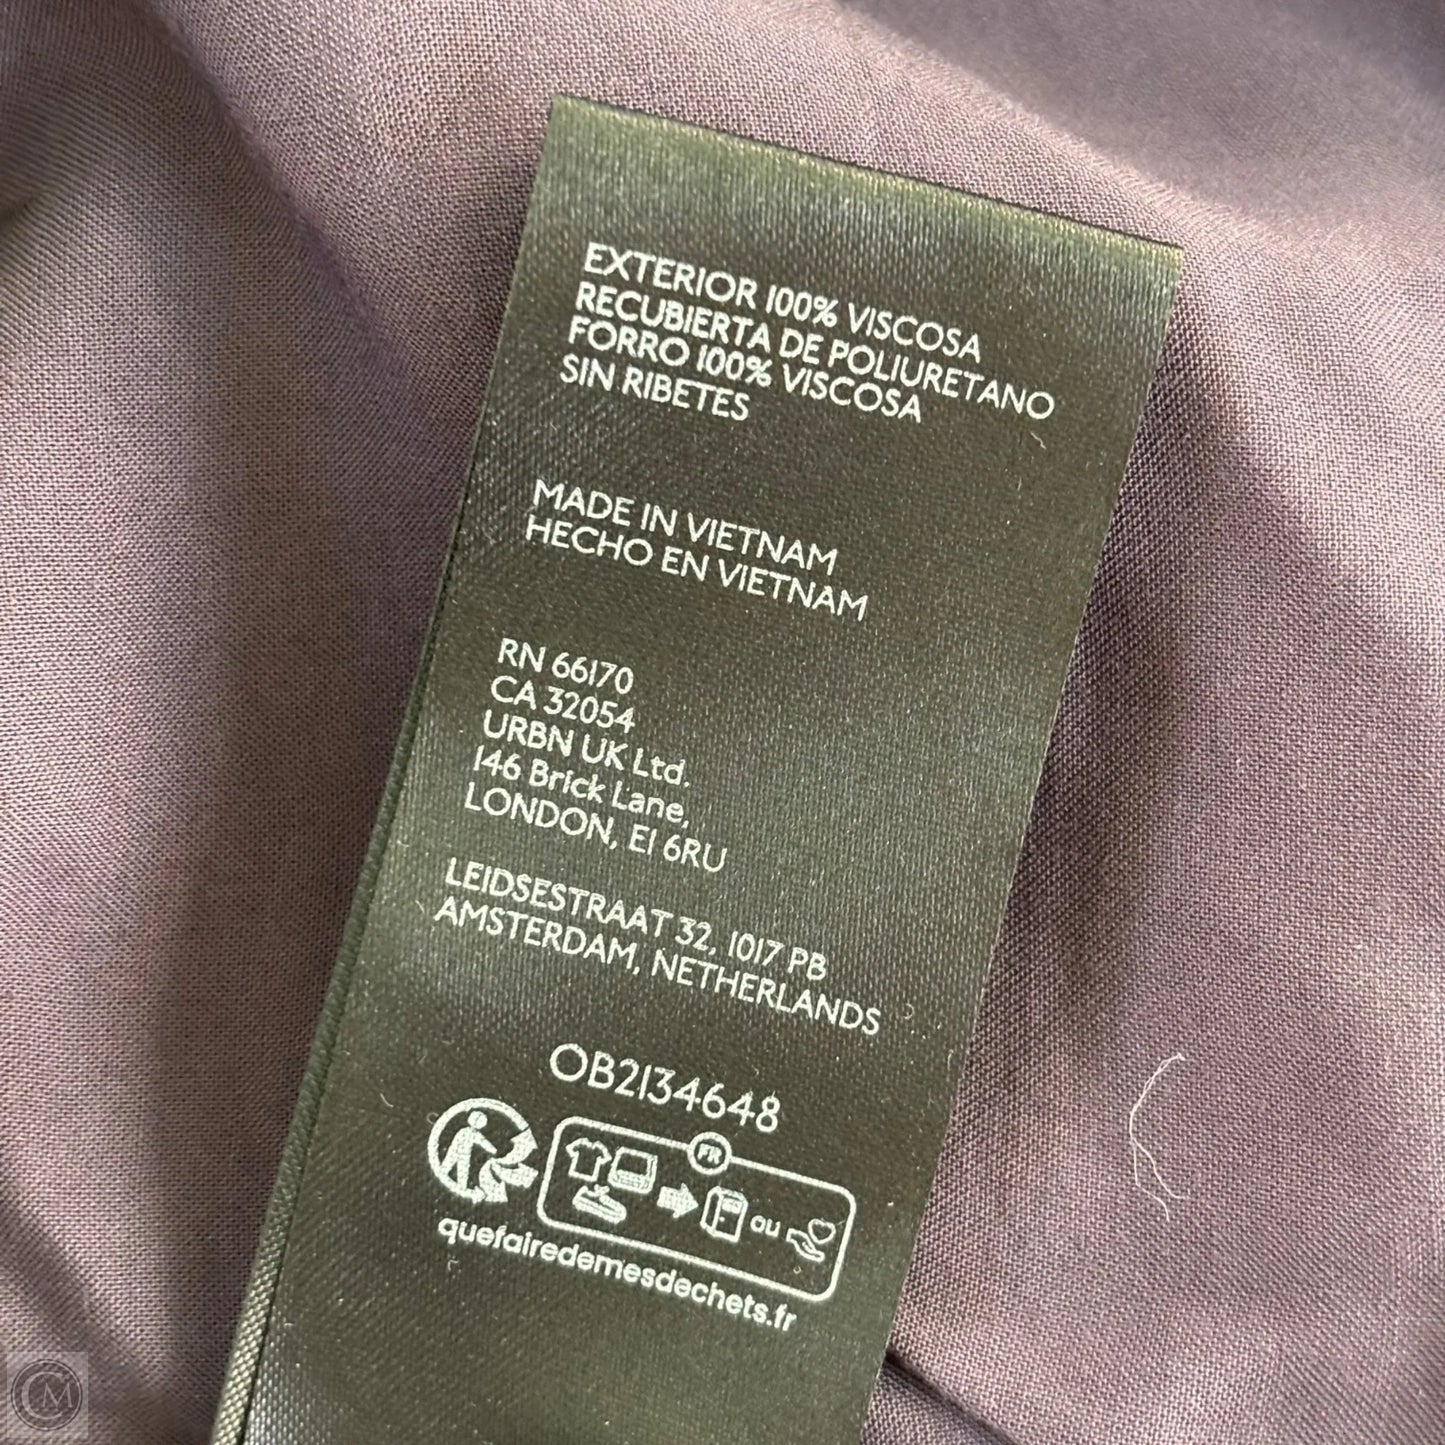 EXTERIOR 100% VISCOSA
RECUBIERTA DE POLIURETANO
FORRO 100% VISCOSA
SIN RIBETES
MADE IN VIETNAM
HECHO EN VIETNAM
RN 66170
CA 32054
URBN UK Ltd.
146 Brick Lane,
LONDON, E1 6RU
LEIDSESTRAAT 32, 1017 PB
AMSTERDAM, NETHERLANDS
OB2134648
FR
ou
quefairedemesdechets.fr
CM